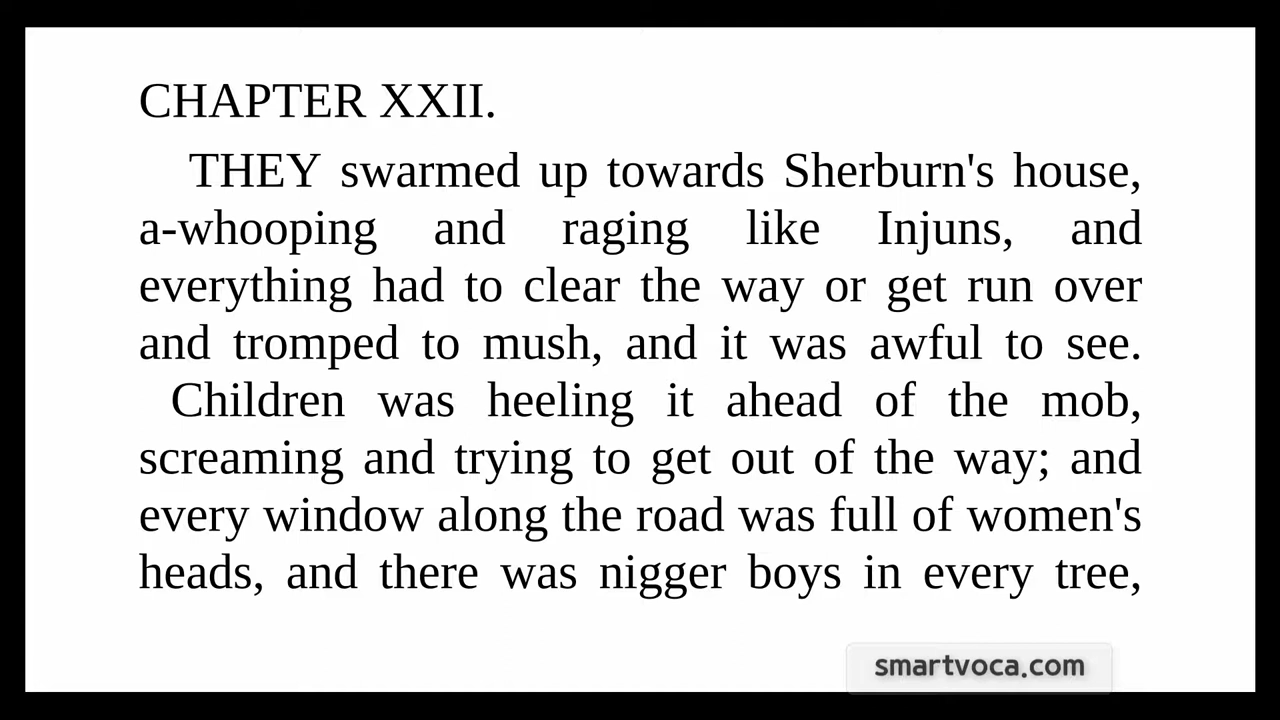 CHAPTER XXII.
THEY swarmed up towards Sherburn's house,
a-whooping and raging like Injuns, and
everything had to clear the way or get run over
and tromped to mush, and it was awful to see.
Children was heeling it ahead of the mob,
screaming and trying to get out of the way; and
every window along the road was full of women's
heads, and there was nigger boys in every tree,
smartvoca.com